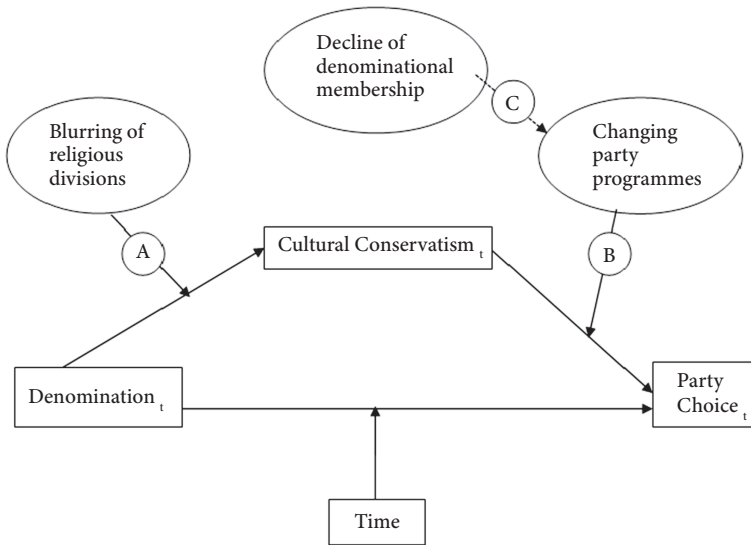 Decline of
denominational
membership
C
Blurring of
religious
divisions
Changing
party
programmes
A
Cultural Conservatism t
B
Denomination t
Party
Choice t
Time